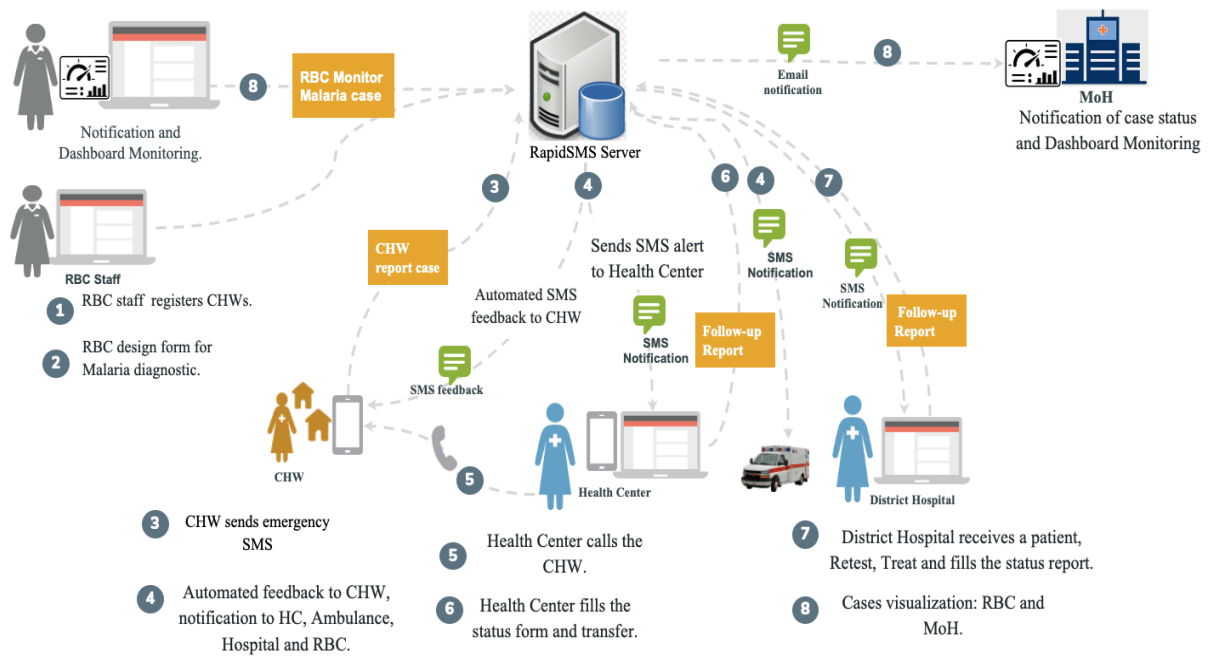 8
RBC Monitor
Malaria case
Notification and
Dashboard Monitoring.
RapidSMS Server
Email
notification
8
MoH
Notification of case status
and Dashboard Monitoring
RBC Staff
1
RBC staff registers CHWs.
2
RBC design form for
Malaria diagnostic.
3
4
6
4
7
CHW
report case
Sends SMS alert
to Health Center
Automated SMS
feedback to CHW
SMS feedback
SMS
Notification
Follow-up
Report
SMS
Notification
SMS
Notification
Follow-up
Report
CHW
5
Health Center
District Hospital
3
CHW sends emergency
SMS
4
Automated feedback to CHW,
notification to HC, Ambulance,
Hospital and RBC.
5
Health Center calls the
CHW.
6
Health Center fills the
status form and transfer.
7
District Hospital receives a patient,
Retest, Treat and fills the status report.
8
Cases visualization: RBC and
MoH.